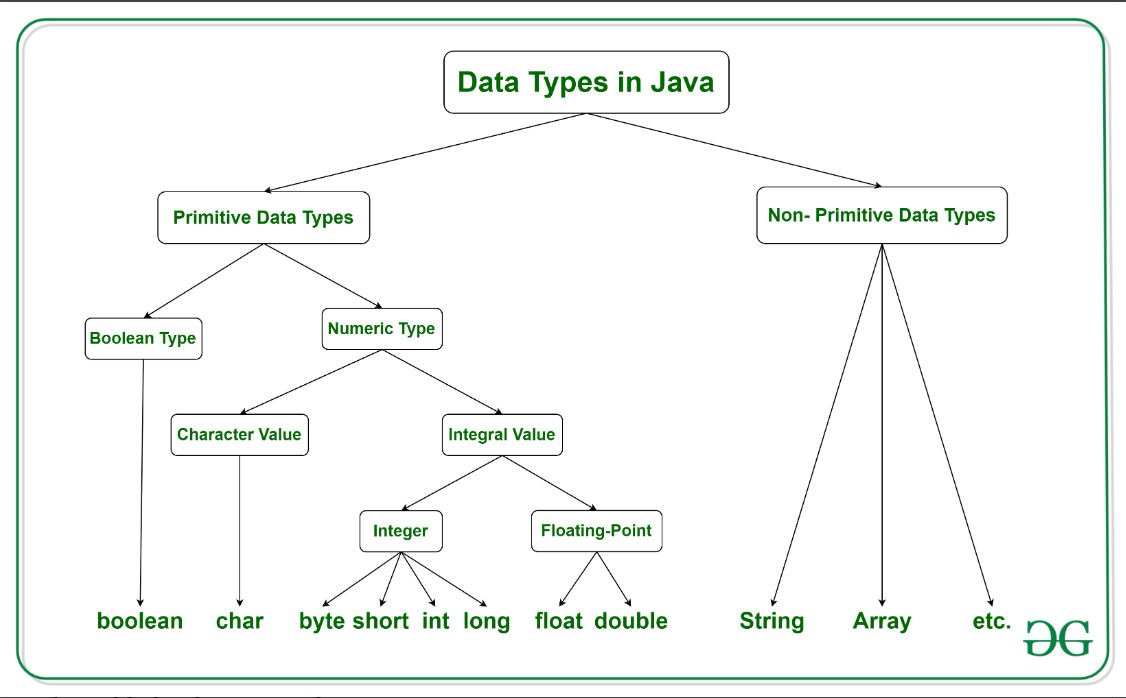 Data Types in Java
Primitive Data Types
Non- Primitive Data Types
Boolean Type
Numeric Type
Character Value
Integral Value
Integer
Floating-Point
boolean
char
byte
short
int
long
float
double
String
Array
etc.